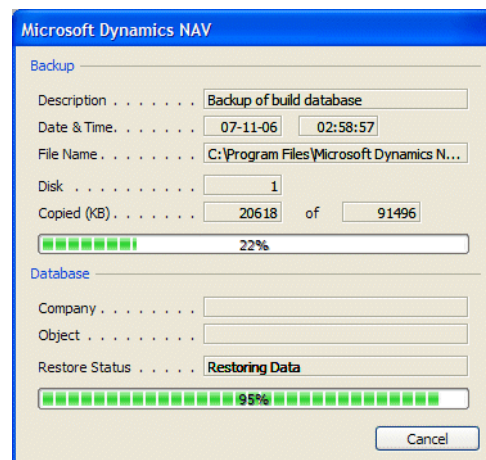 Microsoft Dynamics NAV
Backup
Description . . . . . . . Backup of build database
Date & Time. . . . . . . 07-11-06 02:58:57
File Name . . . . . . . . C:\Program Files\Microsoft Dynamics N...
Disk . . . . . . . . . . 1
Copied (KB) . . . . . . . 20618 of 91496
22%
Database
Company . . . . . . . .
Object . . . . . . . . .
Restore Status . . . . . Restoring Data
95%
Cancel